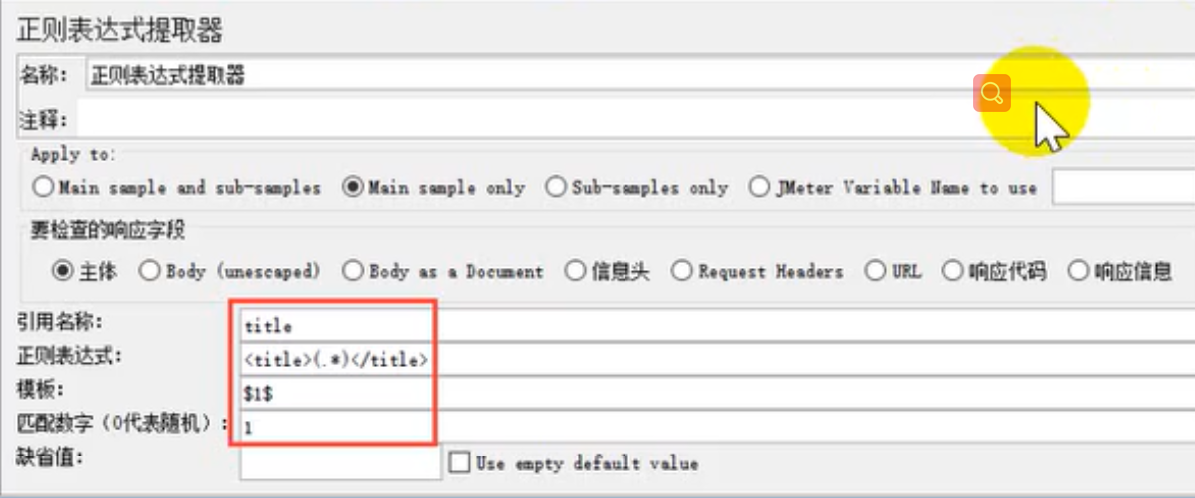 正则表达式提取器
名称： 正则表达式提取器
注释：
Apply to:
Main sample and sub-samples Main sample only Sub-samples only JMeter Variable Name to use
要检查的响应字段
主体 Body (unescaped) Body as a Document 信息头 Request Headers URL 响应代码 响应信息
引用名称： title
正则表达式： <title>(.*)</title>
模板： $1$
匹配数字（0代表随机）： 1
缺省值： Use empty default value